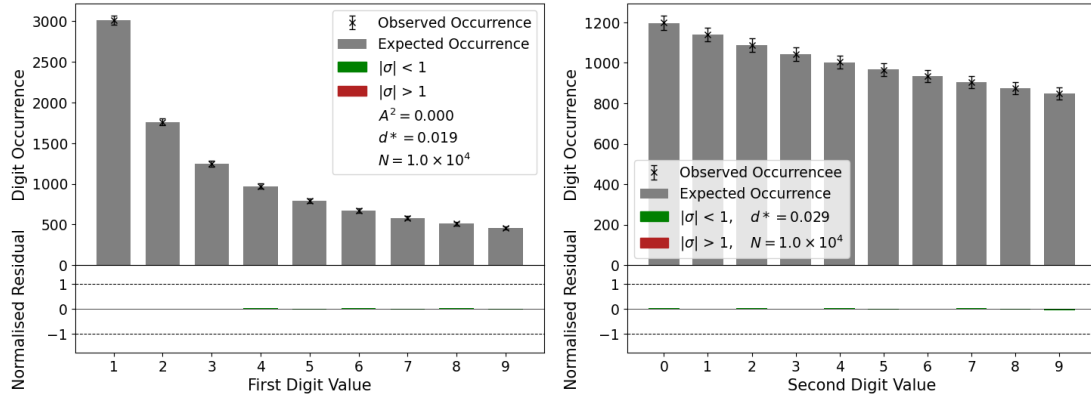 Digit Occurrence
3000
2500
2000
1500
1000
500
0
Observed Occurrence
Expected Occurrence
|σ| < 1
|σ| > 1
A² = 0.000
d* = 0.019
N = 1.0 × 10⁴
Normalised Residual
1
0
−1
1 2 3 4 5 6 7 8 9
First Digit Value
Digit Occurrence
1200
1000
800
600
400
200
0
Observed Occurrencee
Expected Occurrence
|σ| < 1, d* = 0.029
|σ| > 1, N = 1.0 × 10⁴
Normalised Residual
1
0
−1
0 1 2 3 4 5 6 7 8 9
Second Digit Value